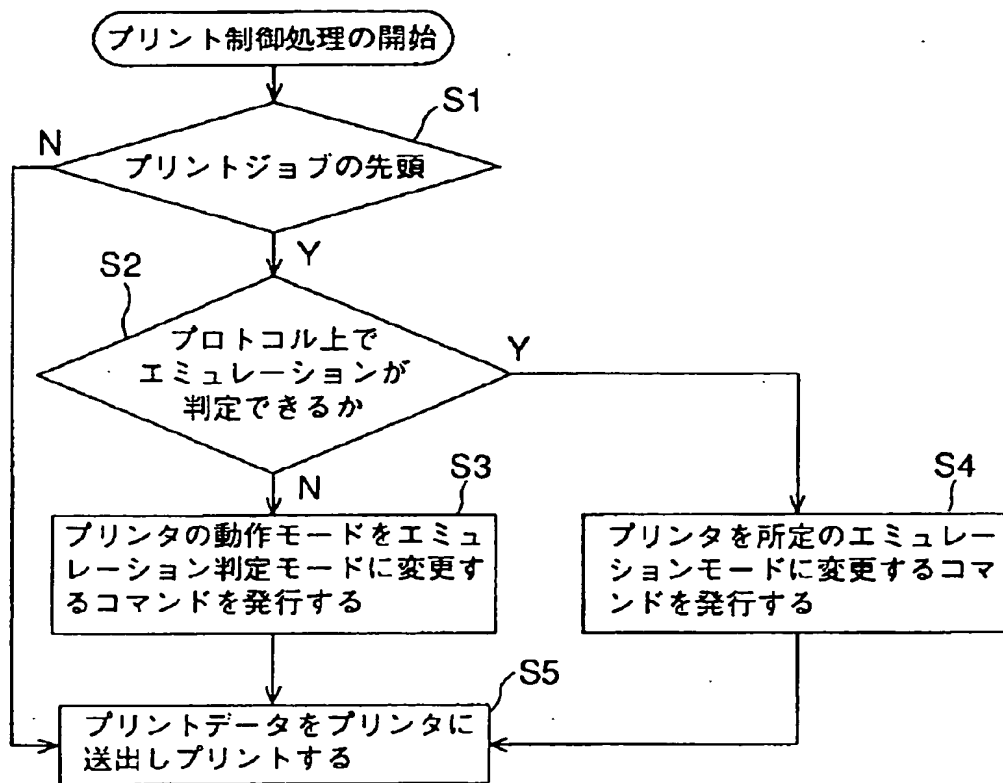 プリント制御処理の開始
S1
N
プリントジョブの先頭
Y
S2
プロトコル上で
エミュレーションが
判定できるか
Y
N
S3
プリンタの動作モードをエミュ
レーション判定モードに変更す
るコマンドを発行する
S4
プリンタを所定のエミュレー
ションモードに変更するコマ
ンドを発行する
S5
プリントデータをプリンタに
送出しプリントする